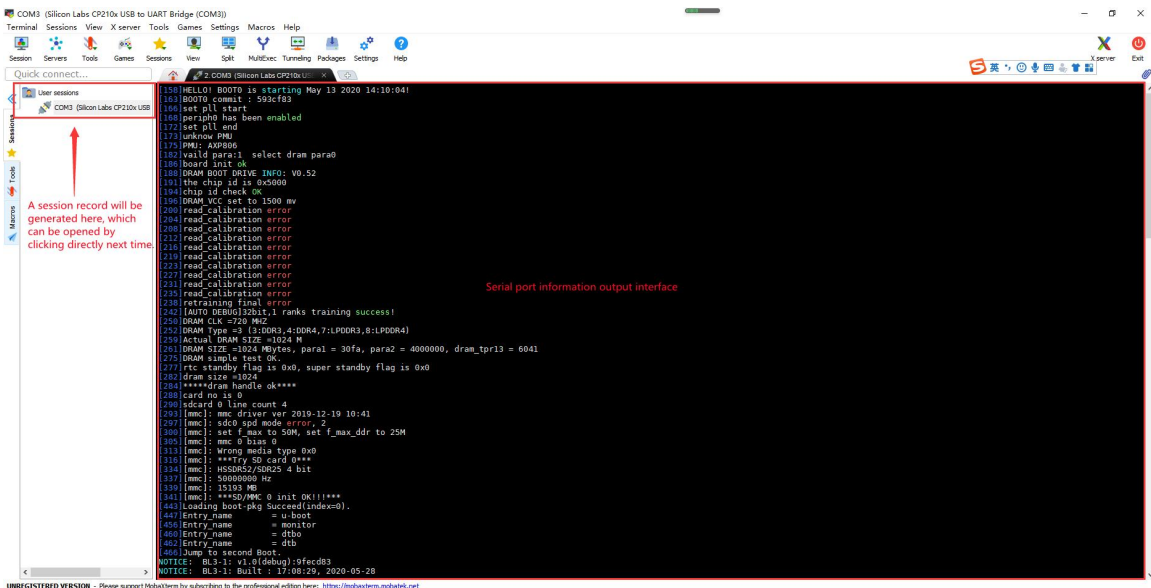 COM3 (Silicon Labs CP210x USB to UART Bridge (COM3))
Terminal Sessions View X server Tools Games Settings Macros Help
Session Servers Tools Games Sessions View Split MultiExec Tunneling Packages Settings Help X server Exit
英
Quick connect...
2. COM3 (Silicon Labs CP210x US
User sessions
COM3 (Silicon Labs CP210x USB
Sessions
Tools
Macros
A session record will be
generated here, which
can be opened by
clicking directly next time.
[158]HELLO! BOOT0 is starting May 13 2020 14:10:04!
[163]BOOT0 commit : 593cf83
[166]set pll start
[168]periph0 has been enabled
[172]set pll end
[173]unknow PMU
[175]PMU: AXP806
[182]vaild para:1 select dram para0
[186]board init ok
[188]DRAM BOOT DRIVE INFO: V0.52
[191]the chip id is 0x5000
[194]chip id check OK
[196]DRAM_VCC set to 1500 mv
[200]read_calibration error
[204]read_calibration error
[208]read_calibration error
[212]read_calibration error
[216]read_calibration error
[219]read_calibration error
[223]read_calibration error
[227]read_calibration error
[231]read_calibration error
[235]read_calibration error
[238]retraining final error
[242][AUTO DEBUG]32bit,1 ranks training success!
[250]DRAM CLK =720 MHZ
[252]DRAM Type =3 (3:DDR3,4:DDR4,7:LPDDR3,8:LPDDR4)
[259]Actual DRAM SIZE =1024 M
[261]DRAM SIZE =1024 MBytes, para1 = 30fa, para2 = 4000000, dram_tpr13 = 6041
[275]DRAM simple test OK.
[277]rtc standby flag is 0x0, super standby flag is 0x0
[282]dram size =1024
[284]*****dram handle ok****
[288]card no is 0
[290]sdcard 0 line count 4
[293][mmc]: mmc driver ver 2019-12-19 10:41
[297][mmc]: sdc0 spd mode error, 2
[300][mmc]: set f_max to 50M, set f_max_ddr to 25M
[305][mmc]: mmc 0 bias 0
[313][mmc]: Wrong media type 0x0
[316][mmc]: ***Try SD card 0***
[334][mmc]: HSSDR52/SDR25 4 bit
[337][mmc]: 50000000 Hz
[339][mmc]: 15193 MB
[341][mmc]: ***SD/MMC 0 init OK!!!***
[443]Loading boot-pkg Succeed(index=0).
[447]Entry_name = u-boot
[456]Entry_name = monitor
[460]Entry_name = dtbo
[462]Entry_name = dtb
[466]Jump to second Boot.
NOTICE: BL3-1: v1.0(debug):9fecd83
NOTICE: BL3-1: Built : 17:08:29, 2020-05-28
Serial port information output interface
UNREGISTERED VERSION - Please support MobaXterm by subscribing to the professional edition here: https://mobaxterm.mobatek.net